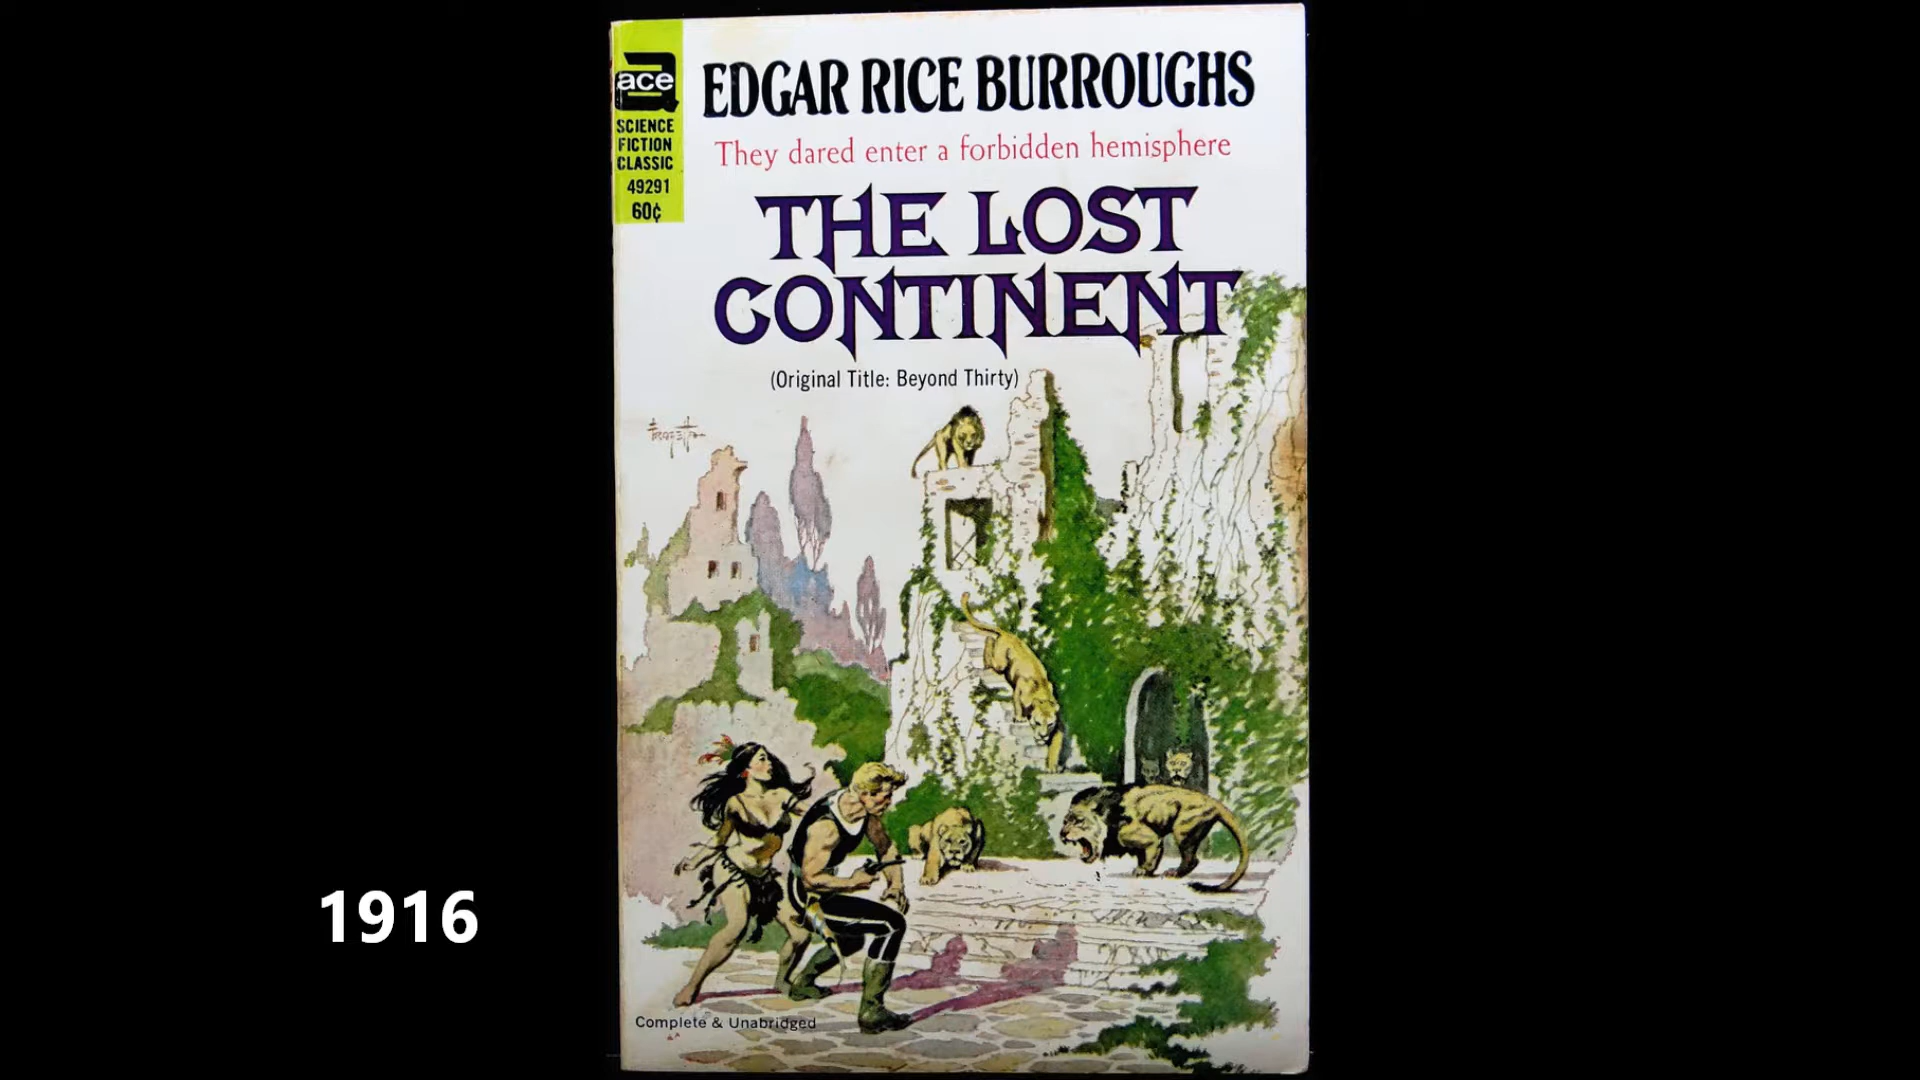 ace
SCIENCE
FICTION
CLASSIC
49291
60¢
EDGAR RICE BURROUGHS
They dared enter a forbidden hemisphere
THE LOST
CONTINENT
(Original Title: Beyond Thirty)
Frazetta
1916
Complete & Unabridged